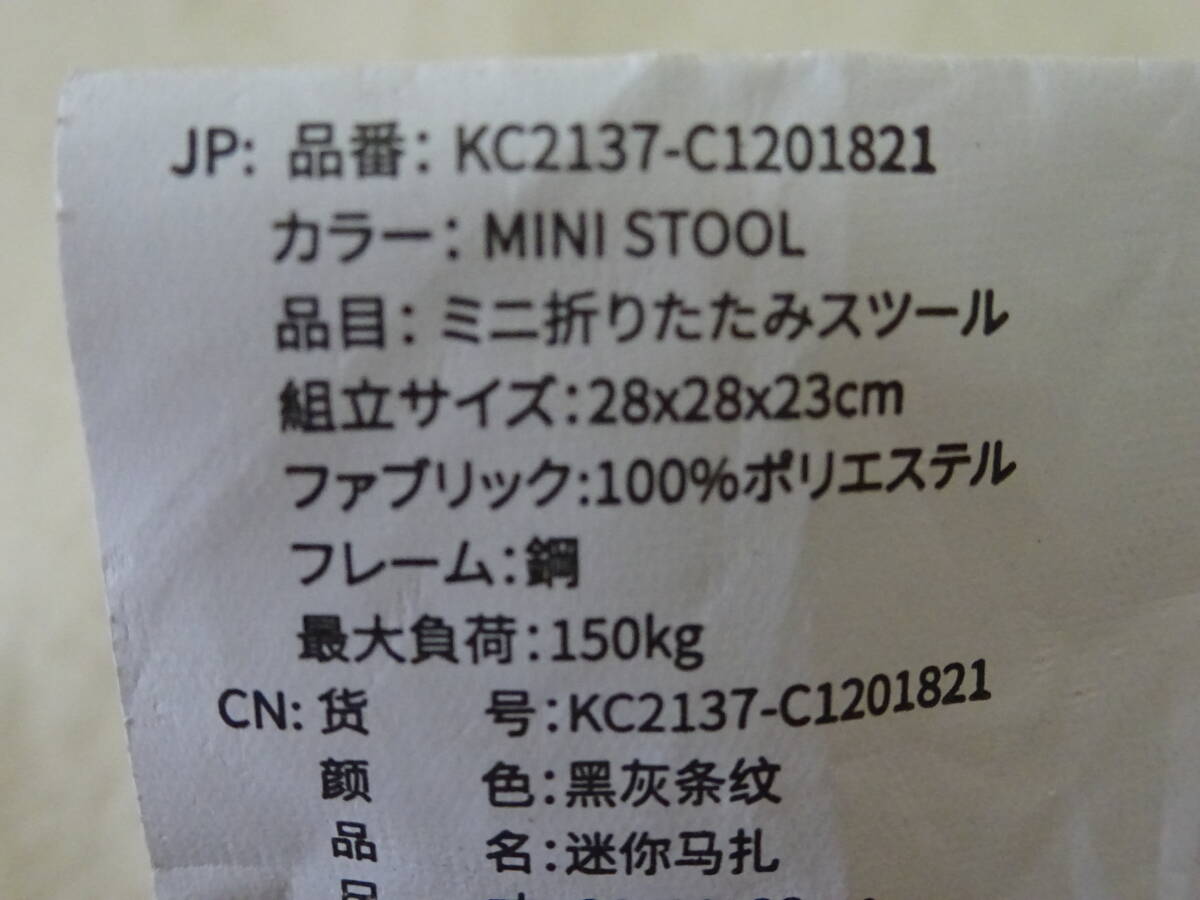 JP: 品番: KC2137-C1201821
カラー: MINI STOOL
品目: ミニ折りたたみスツール
組立サイズ:28x28x23cm
ファブリック:100%ポリエステル
フレーム:鋼
最大負荷:150kg
CN: 货 号:KC2137-C1201821
颜 色:黑灰条纹
品 名:迷你马扎